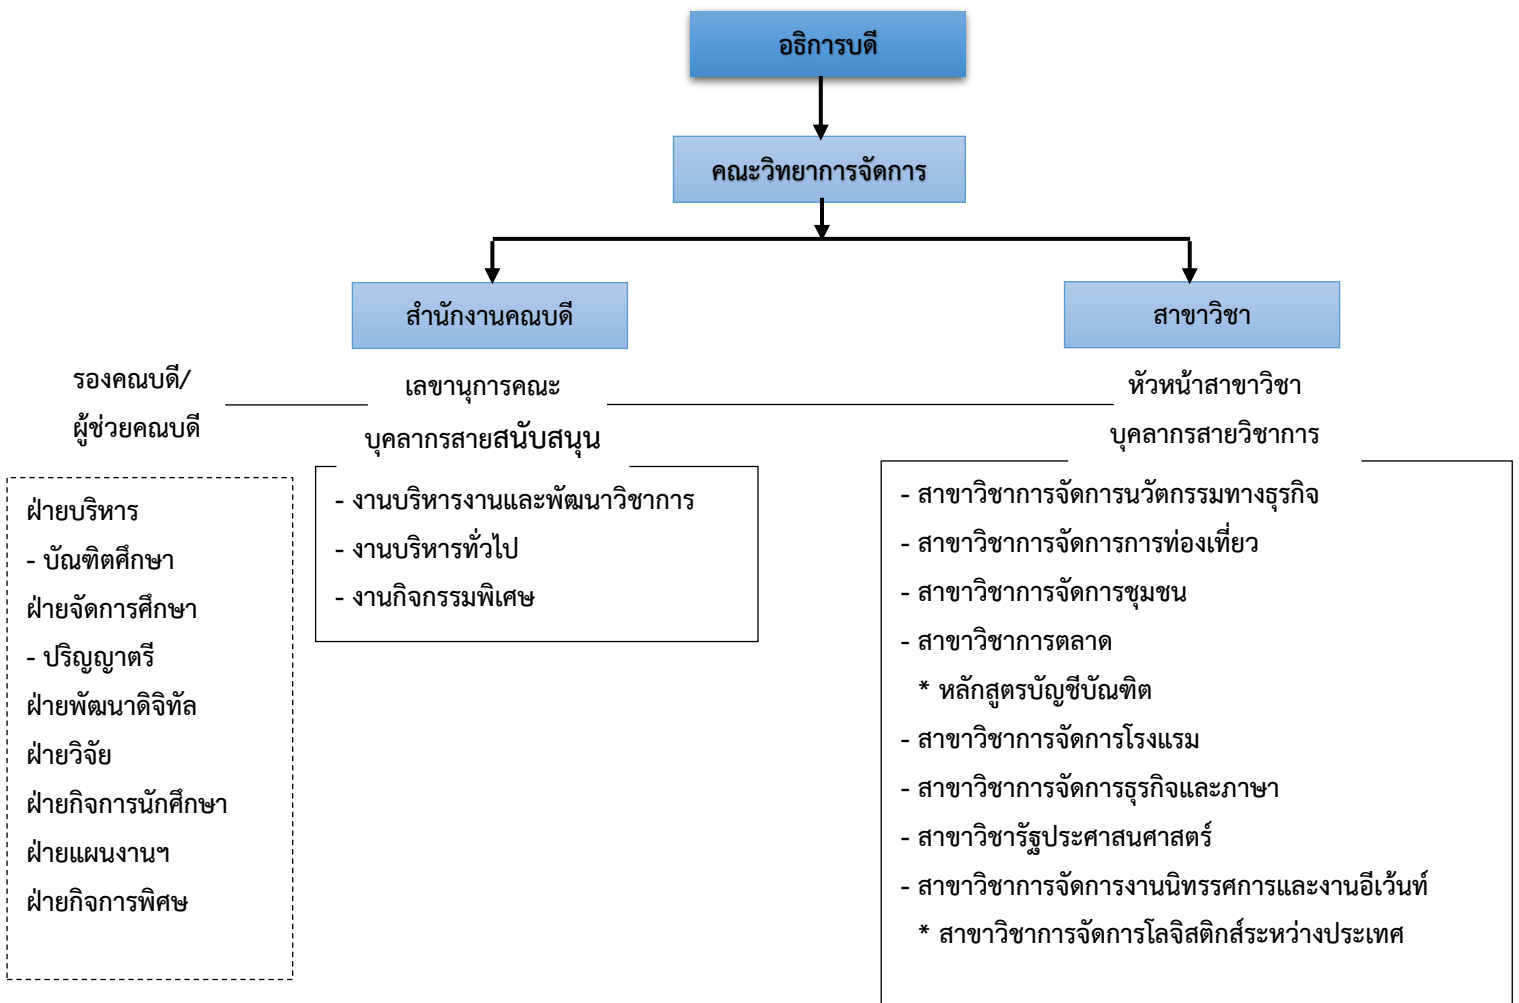 อธิการบดี
คณะวิทยาการจัดการ
สำนักงานคณบดี
สาขาวิชา
รองคณบดี/
ผู้ช่วยคณบดี
เลขานุการคณะ
บุคลากรสายสนับสนุน
หัวหน้าสาขาวิชา
บุคลากรสายวิชาการ
ฝ่ายบริหาร
- บัณฑิตศึกษา
ฝ่ายจัดการศึกษา
- ปริญญาตรี
ฝ่ายพัฒนาดิจิทัล
ฝ่ายวิจัย
ฝ่ายกิจการนักศึกษา
ฝ่ายแผนงานฯ
ฝ่ายกิจการพิศษ
- งานบริหารงานและพัฒนาวิชาการ
- งานบริหารทั่วไป
- งานกิจกรรมพิเศษ
- สาขาวิชาการจัดการนวัตกรรมทางธุรกิจ
- สาขาวิชาการจัดการการท่องเที่ยว
- สาขาวิชาการจัดการชุมชน
- สาขาวิชาการตลาด
* หลักสูตรบัญชีบัณฑิต
- สาขาวิชาการจัดการโรงแรม
- สาขาวิชาการจัดการธุรกิจและภาษา
- สาขาวิชารัฐประศาสนศาสตร์
- สาขาวิชาการจัดการงานนิทรรศการและงานอีเว้นท์
* สาขาวิชาการจัดการโลจิสติกส์ระหว่างประเทศ